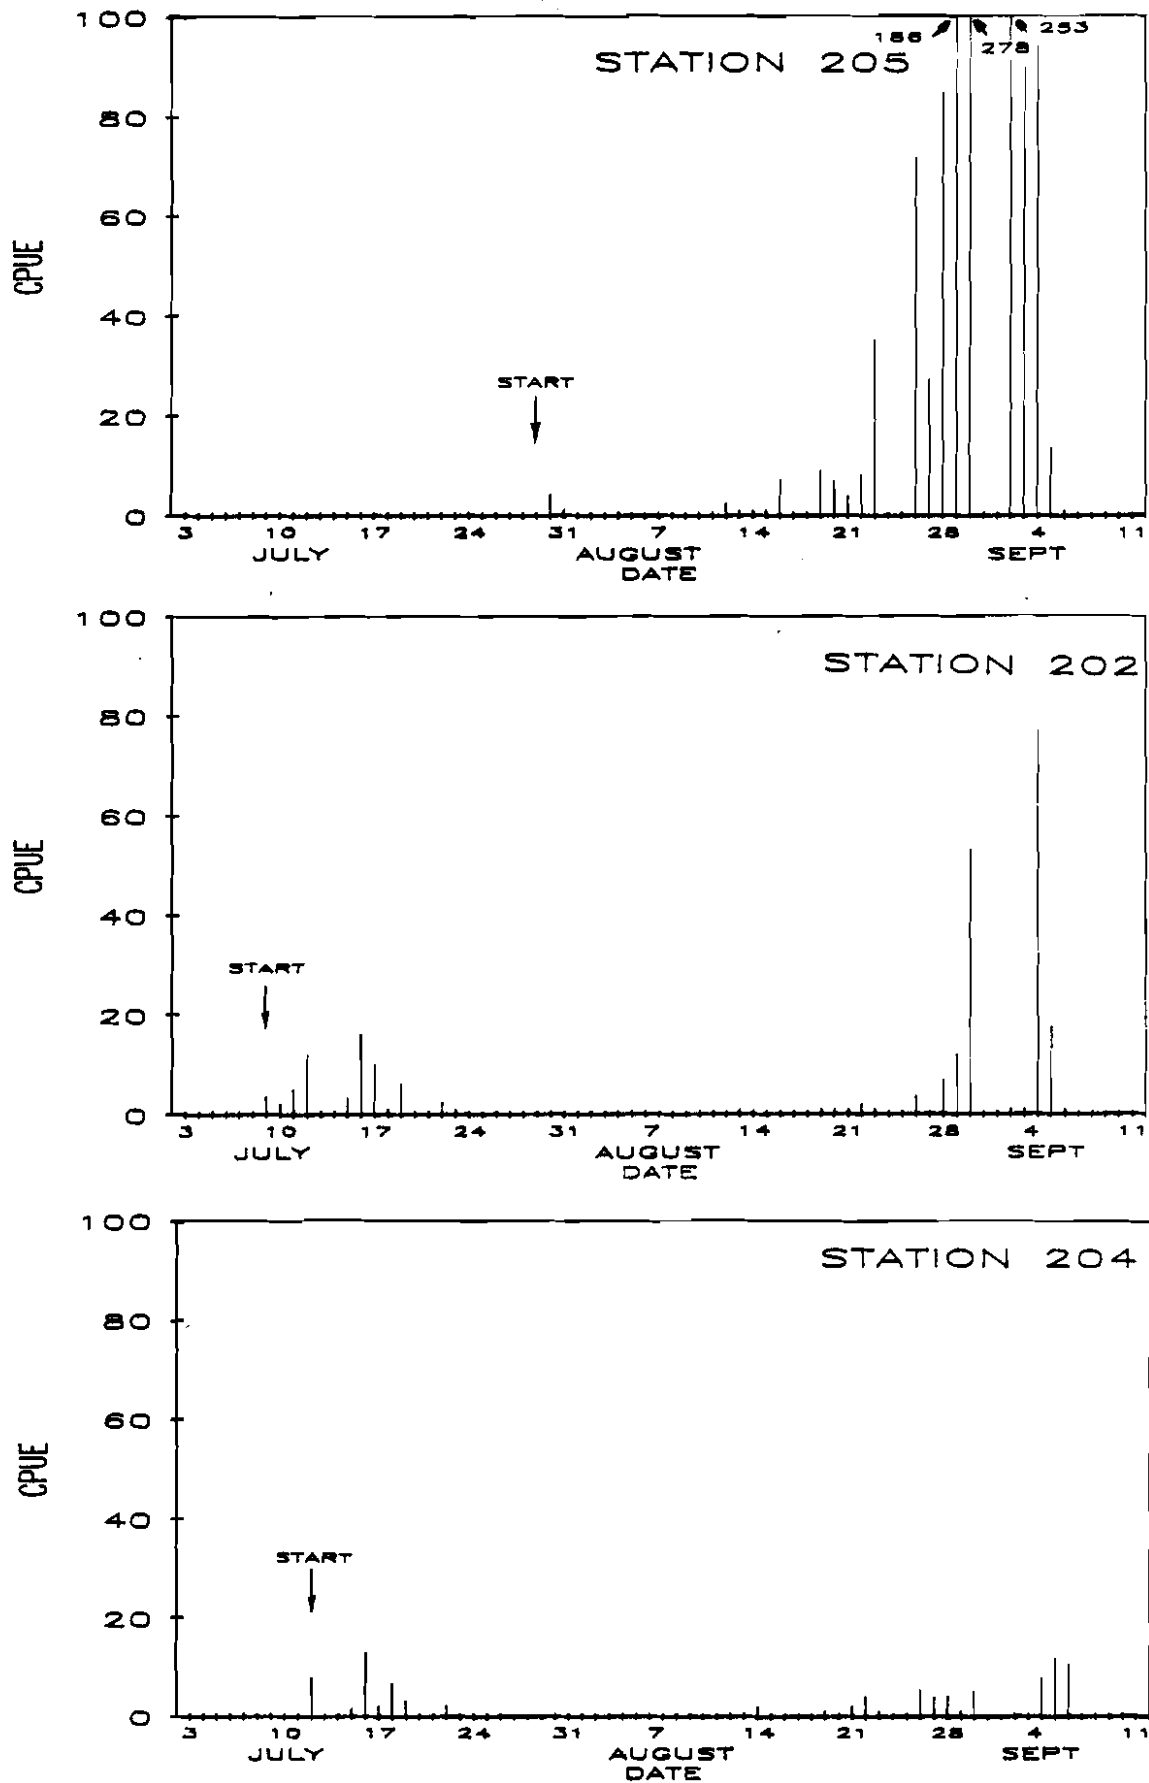 100
186
278
253
STATION 205
80
60
CPUE
40
START
20
0
3 10 17 24 31 7 14 21 28 4 11
JULY AUGUST SEPT
DATE
100
STATION 202
80
60
CPUE
40
START
20
0
3 10 17 24 31 7 14 21 28 4 11
JULY AUGUST SEPT
DATE
100
STATION 204
80
60
CPUE
40
START
20
0
3 10 17 24 31 7 14 21 28 4 11
JULY AUGUST SEPT
DATE